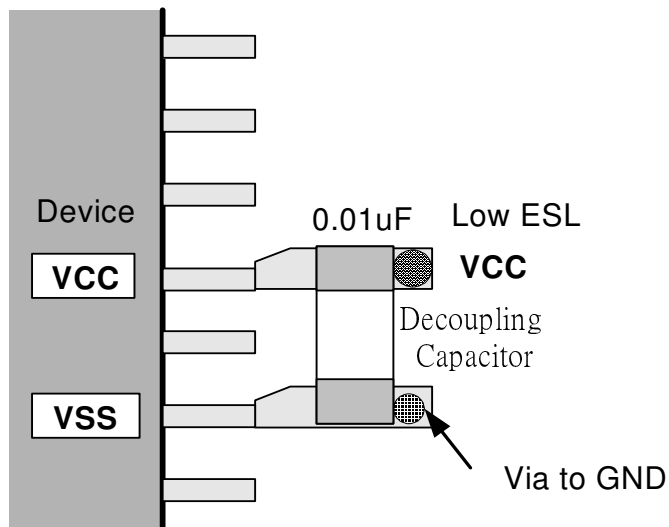 Device
0.01uF
Low ESL
VCC
VCC
Decoupling
Capacitor
VSS
Via to GND